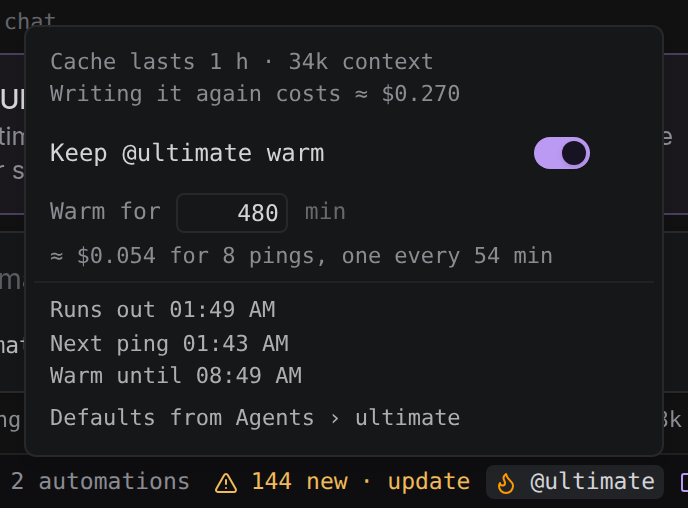 chat
Cache lasts 1 h · 34k context
Writing it again costs ≈ $0.270
Keep @ultimate warm
Warm for 480 min
≈ $0.054 for 8 pings, one every 54 min
Runs out 01:49 AM
Next ping 01:43 AM
Warm until 08:49 AM
Defaults from Agents › ultimate
2 automations 144 new · update @ultimate